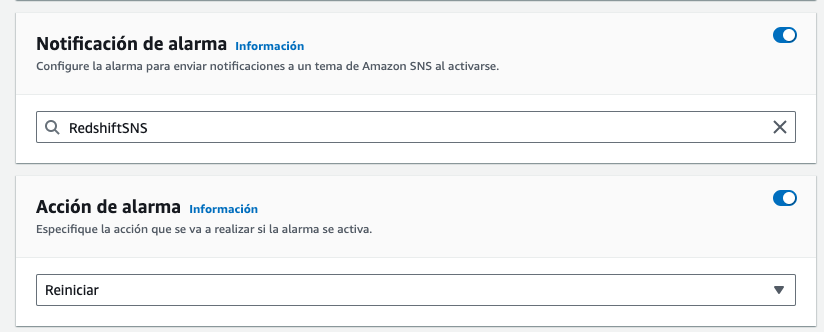 Notificación de alarma Información
Configure la alarma para enviar notificaciones a un tema de Amazon SNS al activarse.
RedshiftSNS
Acción de alarma Información
Especifique la acción que se va a realizar si la alarma se activa.
Reiniciar